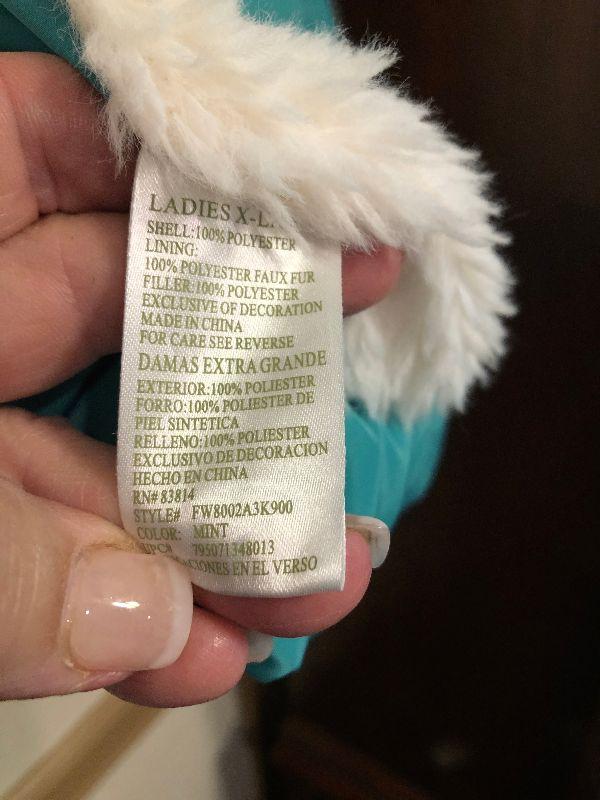 LADIES X-L.
SHELL:100% POLYESTER
LINING:
100% POLYESTER FAUX FUR
FILLER:100% POLYESTER
EXCLUSIVE OF DECORATION
MADE IN CHINA
FOR CARE SEE REVERSE
DAMAS EXTRA GRANDE
EXTERIOR:100% POLIESTER
FORRO:100% POLIESTER DE
PIEL SINTETICA
RELLENO:100% POLIESTER
EXCLUSIVO DE DECORACION
HECHO EN CHINA
RN# 83814
STYLE# FW8002A3K900
COLOR: MINT
UPC# 795071348013
EN EL VERSO